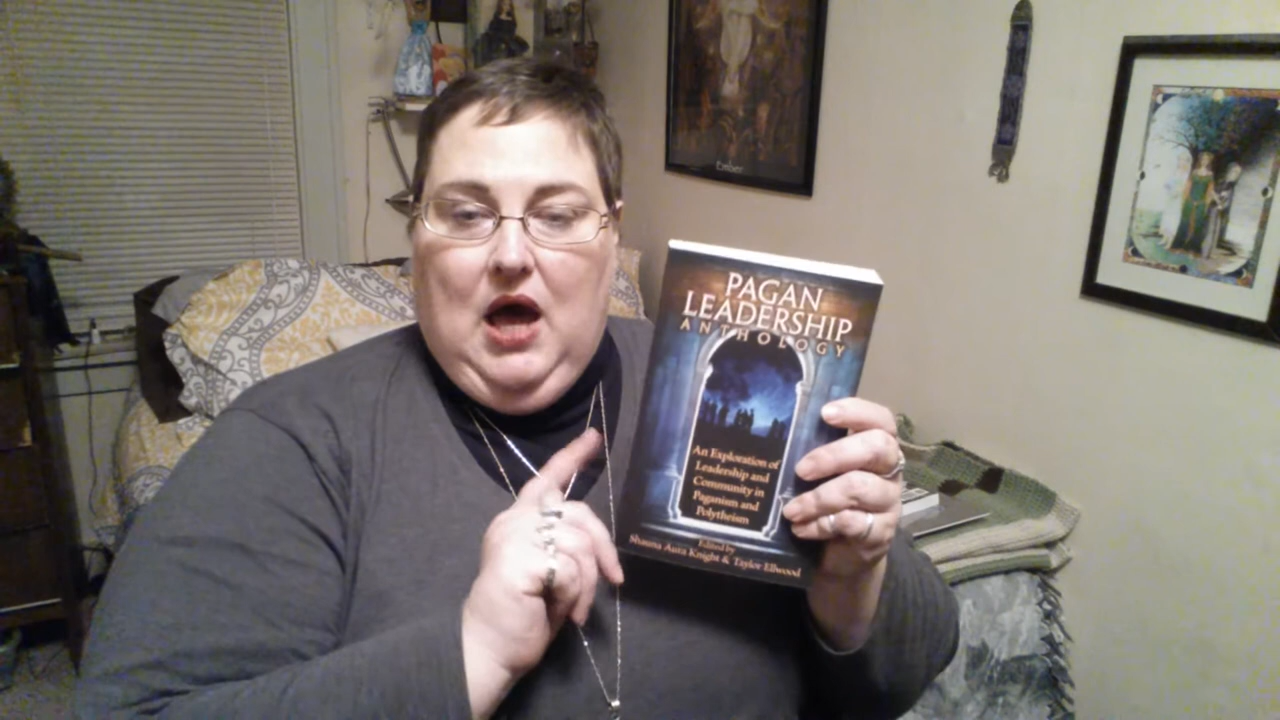 Ember
PAGAN
LEADERSHIP
ANTHOLOGY
An Exploration of
Leadership and
Community in
Paganism and
Polytheism
Edited by
Shauna Aura Knight & Taylor Ellwood